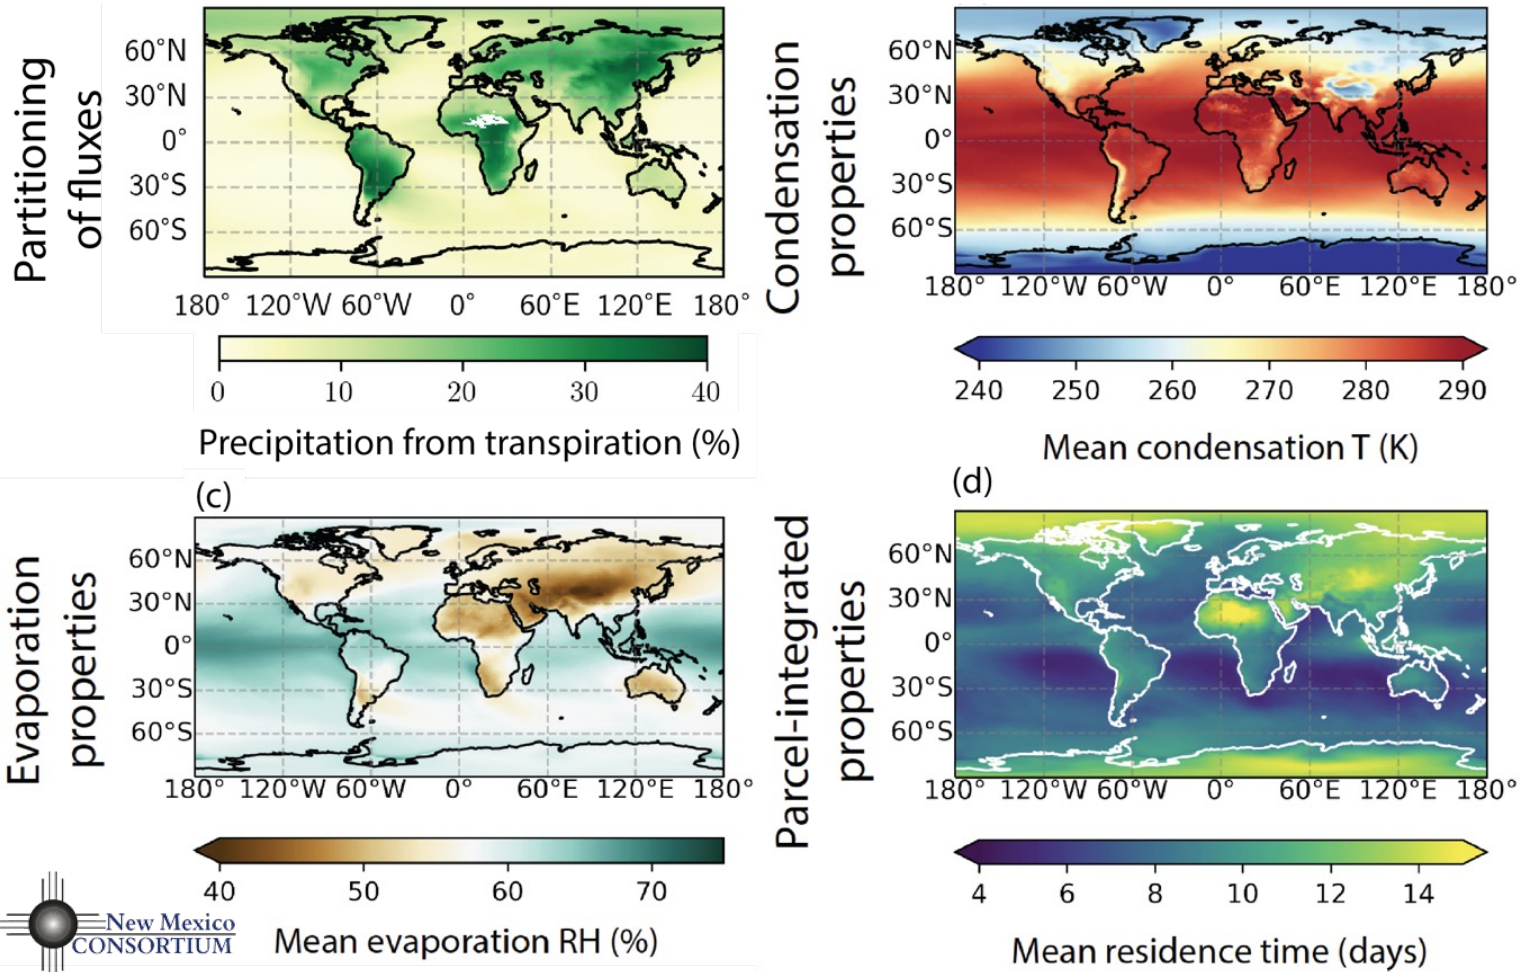 Partitioning
of fluxes
60°N
30°N
0°
30°S
60°S
180° 120°W 60°W 0° 60°E 120°E 180°
0 10 20 30 40
Precipitation from transpiration (%)
Condensation
properties
60°N
30°N
0°
30°S
60°S
180° 120°W 60°W 0° 60°E 120°E 180°
240 250 260 270 280 290
Mean condensation T (K)
(c)
Evaporation
properties
60°N
30°N
0°
30°S
60°S
180° 120°W 60°W 0° 60°E 120°E 180°
40 50 60 70
Mean evaporation RH (%)
(d)
Parcel-integrated
properties
60°N
30°N
0°
30°S
60°S
180° 120°W 60°W 0° 60°E 120°E 180°
4 6 8 10 12 14
Mean residence time (days)
New Mexico
CONSORTIUM